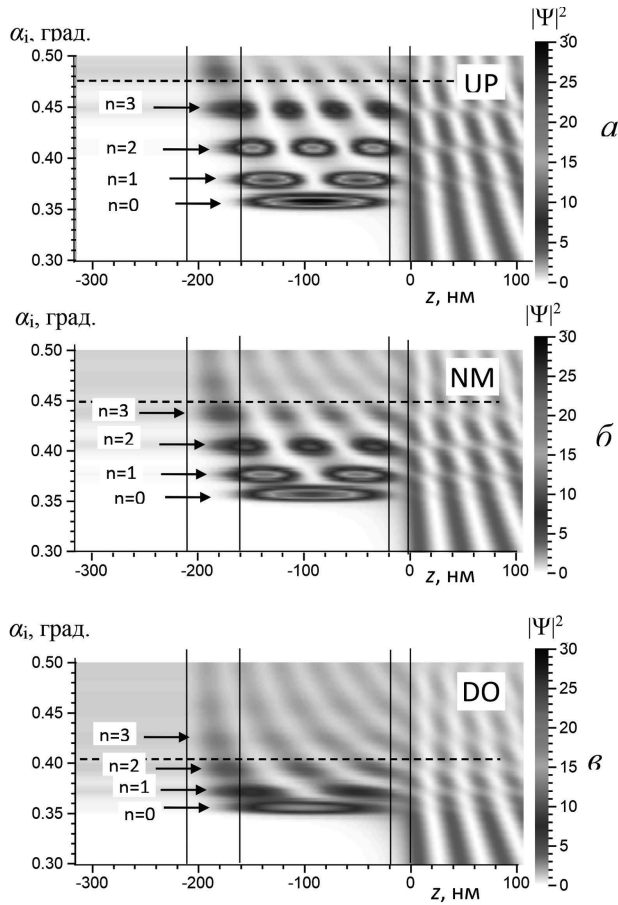 αi, град. |Ψ|²
0.50 30
UP
25
n=3 0.45
20 а
n=2 0.40 15
n=1 10
0.35
n=0 5
0.30 0
-300 -200 -100 0 100
z, нм
αi, град. |Ψ|²
0.50 30
NM
25
0.45
n=3 20
n=2 0.40 15 б
n=1 10
n=0 0.35
5
0.30 0
-300 -200 -100 0 100
z, нм
αi, град. |Ψ|²
0.50 30
DO
25
0.45
n=3 20
n=2 0.40 15 в
n=1 10
n=0 0.35
5
0.30 0
-300 -200 -100 0 100
z, нм